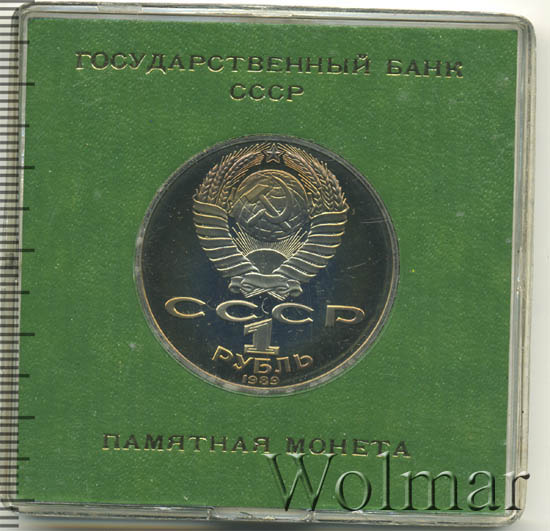 ГОСУДАРСТВЕННЫЙ БАНК
СССР
СССР
1
РУБЛЬ
1989
ПАМЯТНАЯ МОНЕТА
Wolmar